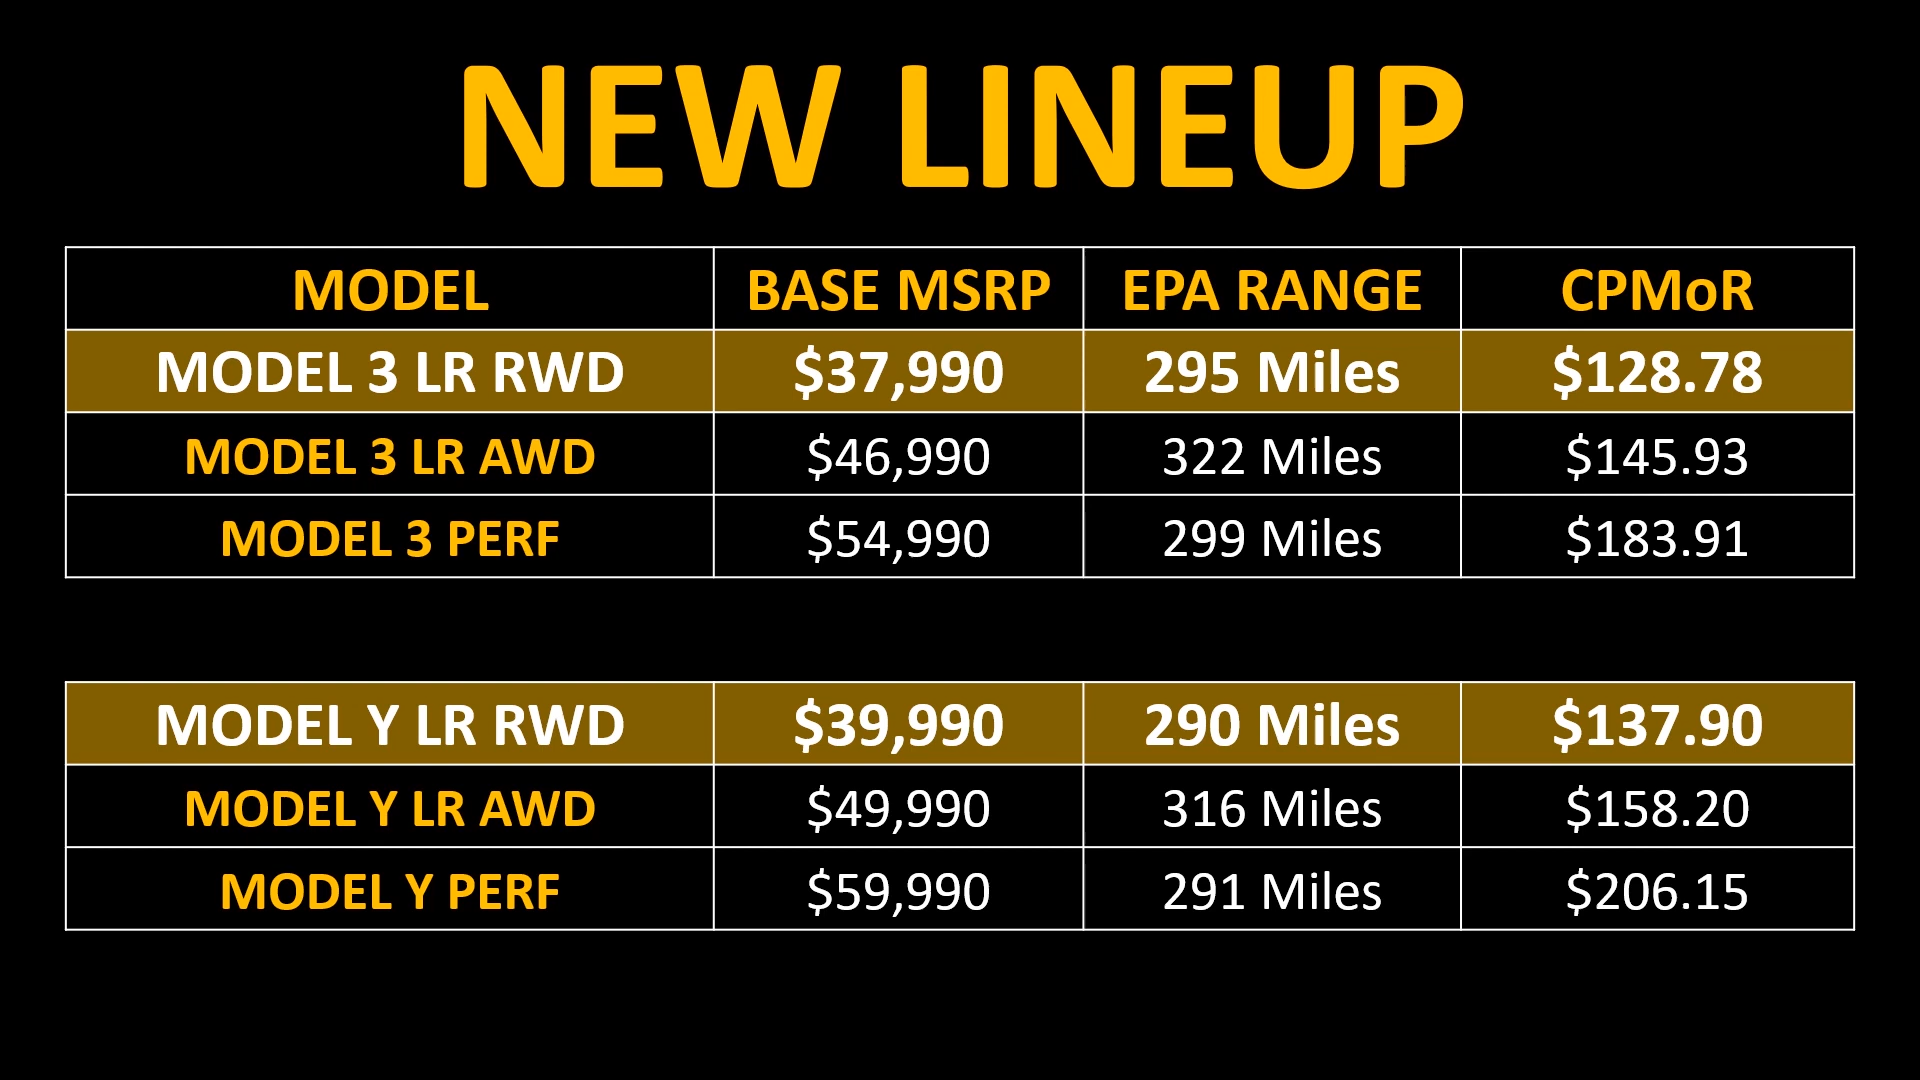 NEW LINEUP
MODEL BASE MSRP EPA RANGE CPMoR
MODEL 3 LR RWD $37,990 295 Miles $128.78
MODEL 3 LR AWD $46,990 322 Miles $145.93
MODEL 3 PERF $54,990 299 Miles $183.91
MODEL Y LR RWD $39,990 290 Miles $137.90
MODEL Y LR AWD $49,990 316 Miles $158.20
MODEL Y PERF $59,990 291 Miles $206.15